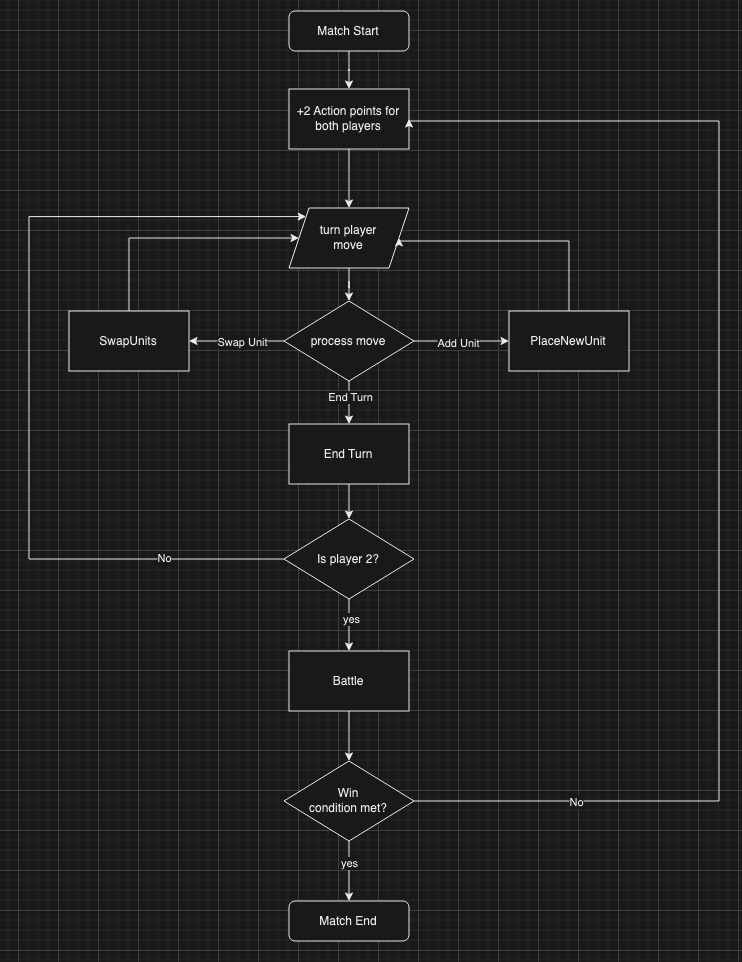 Match Start
+2 Action points for
both players
turn player
move
SwapUnits
Swap Unit
process move
Add Unit
PlaceNewUnit
End Turn
End Turn
Is player 2?
No
yes
Battle
Win
condition met?
No
yes
Match End